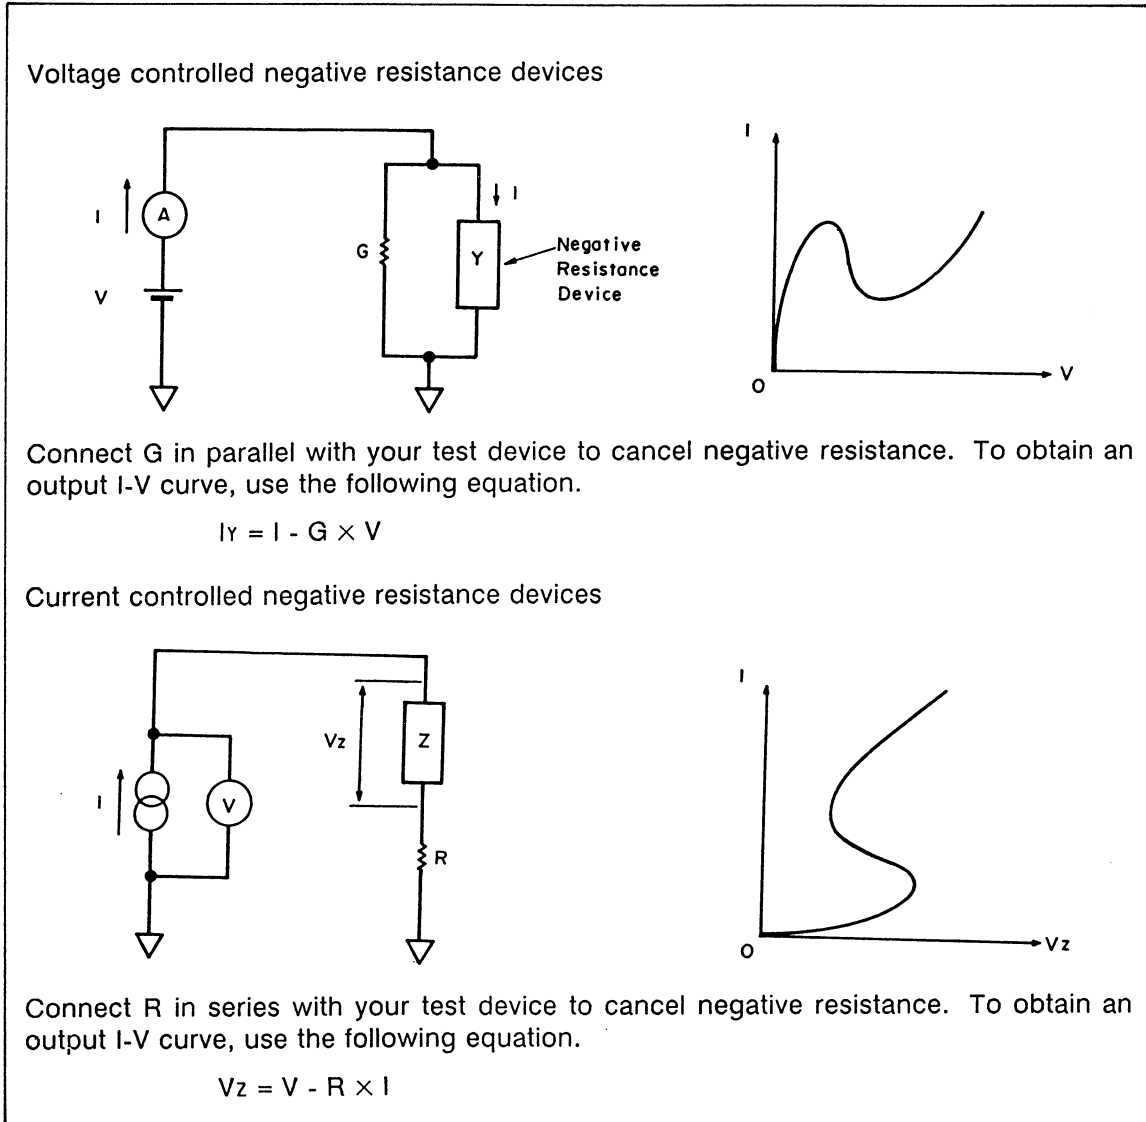 Voltage controlled negative resistance devices
I
A
I
V
G
Y
I
Negative
Resistance
Device
O
V
Connect G in parallel with your test device to cancel negative resistance. To obtain an
output I-V curve, use the following equation.
IY = I - G × V
Current controlled negative resistance devices
I
V
Vz
Z
R
I
O
Vz
Connect R in series with your test device to cancel negative resistance. To obtain an
output I-V curve, use the following equation.
Vz = V - R × I